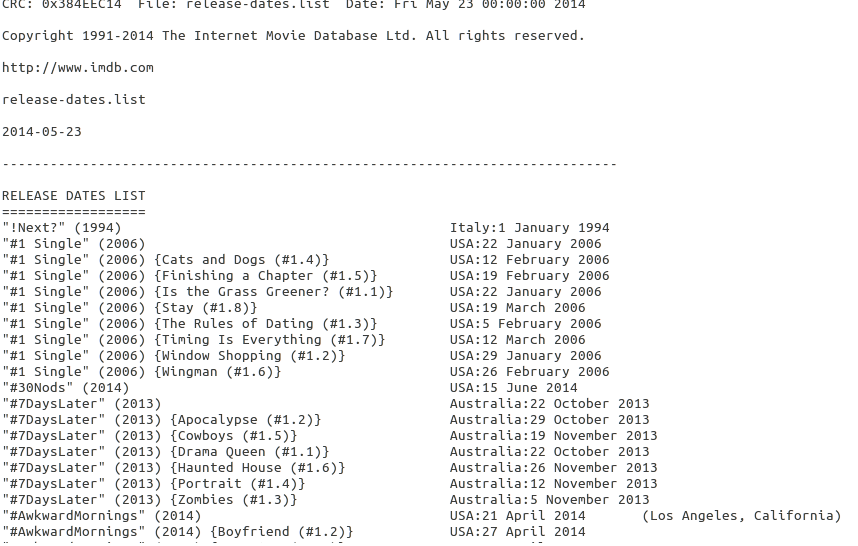 CRC: 0x384EEC14  File: release-dates.list  Date: Fri May 23 00:00:00 2014
Copyright 1991-2014 The Internet Movie Database Ltd. All rights reserved.
http://www.imdb.com
release-dates.list
2014-05-23
-----------------------------------------------------------------------------
RELEASE DATES LIST
==================
"!Next?" (1994) Italy:1 January 1994
"#1 Single" (2006) USA:22 January 2006
"#1 Single" (2006) {Cats and Dogs (#1.4)} USA:12 February 2006
"#1 Single" (2006) {Finishing a Chapter (#1.5)} USA:19 February 2006
"#1 Single" (2006) {Is the Grass Greener? (#1.1)} USA:22 January 2006
"#1 Single" (2006) {Stay (#1.8)} USA:19 March 2006
"#1 Single" (2006) {The Rules of Dating (#1.3)} USA:5 February 2006
"#1 Single" (2006) {Timing Is Everything (#1.7)} USA:12 March 2006
"#1 Single" (2006) {Window Shopping (#1.2)} USA:29 January 2006
"#1 Single" (2006) {Wingman (#1.6)} USA:26 February 2006
"#30Nods" (2014) USA:15 June 2014
"#7DaysLater" (2013) Australia:22 October 2013
"#7DaysLater" (2013) {Apocalypse (#1.2)} Australia:29 October 2013
"#7DaysLater" (2013) {Cowboys (#1.5)} Australia:19 November 2013
"#7DaysLater" (2013) {Drama Queen (#1.1)} Australia:22 October 2013
"#7DaysLater" (2013) {Haunted House (#1.6)} Australia:26 November 2013
"#7DaysLater" (2013) {Portrait (#1.4)} Australia:12 November 2013
"#7DaysLater" (2013) {Zombies (#1.3)} Australia:5 November 2013
"#AwkwardMornings" (2014) USA:21 April 2014 (Los Angeles, California)
"#AwkwardMornings" (2014) {Boyfriend (#1.2)} USA:27 April 2014